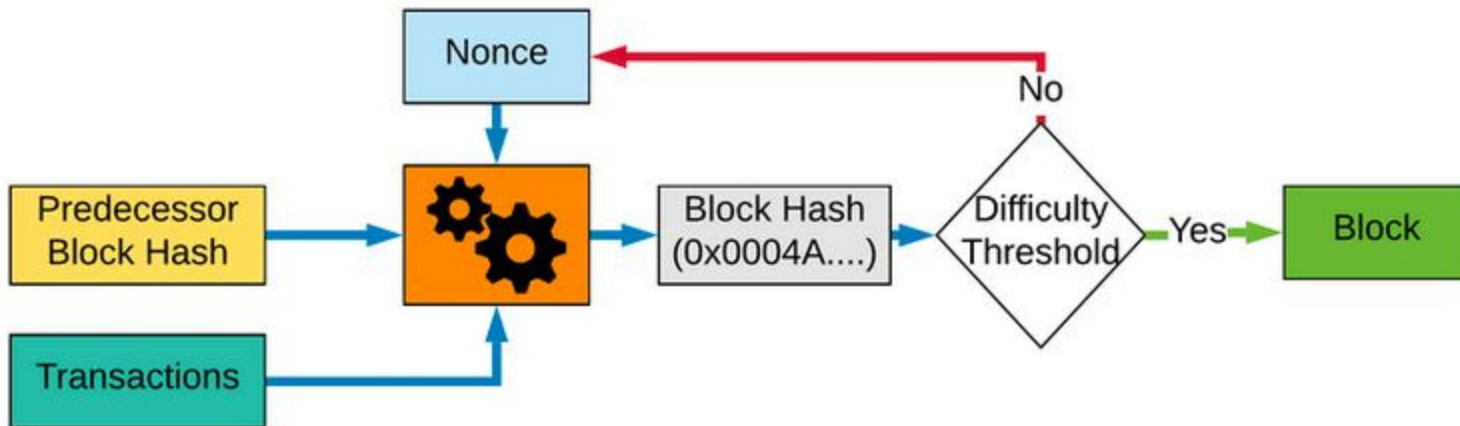 Nonce
No
Predecessor
Block Hash
Block Hash
(0x0004A....)
Difficulty
Threshold
Yes
Block
Transactions